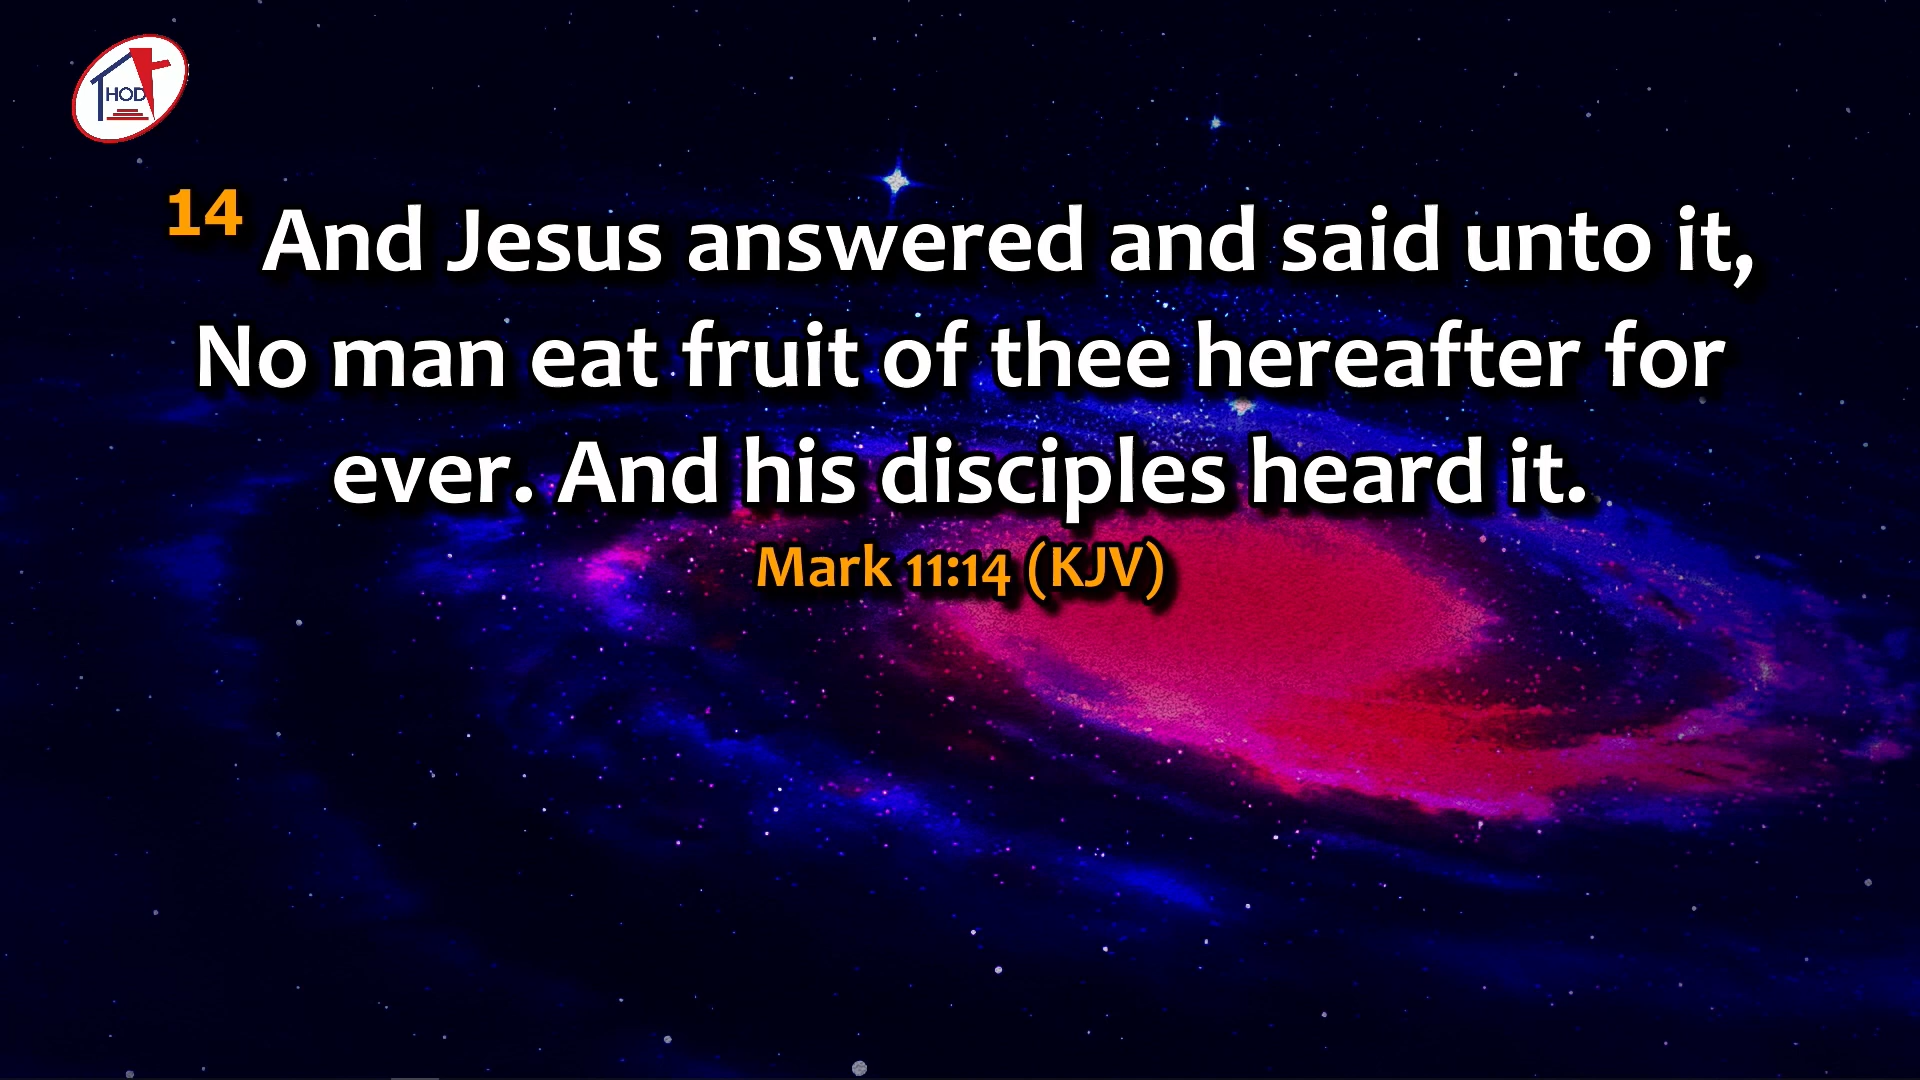 HOD
14 And Jesus answered and said unto it,
No man eat fruit of thee hereafter for
ever. And his disciples heard it.
Mark 11:14 (KJV)